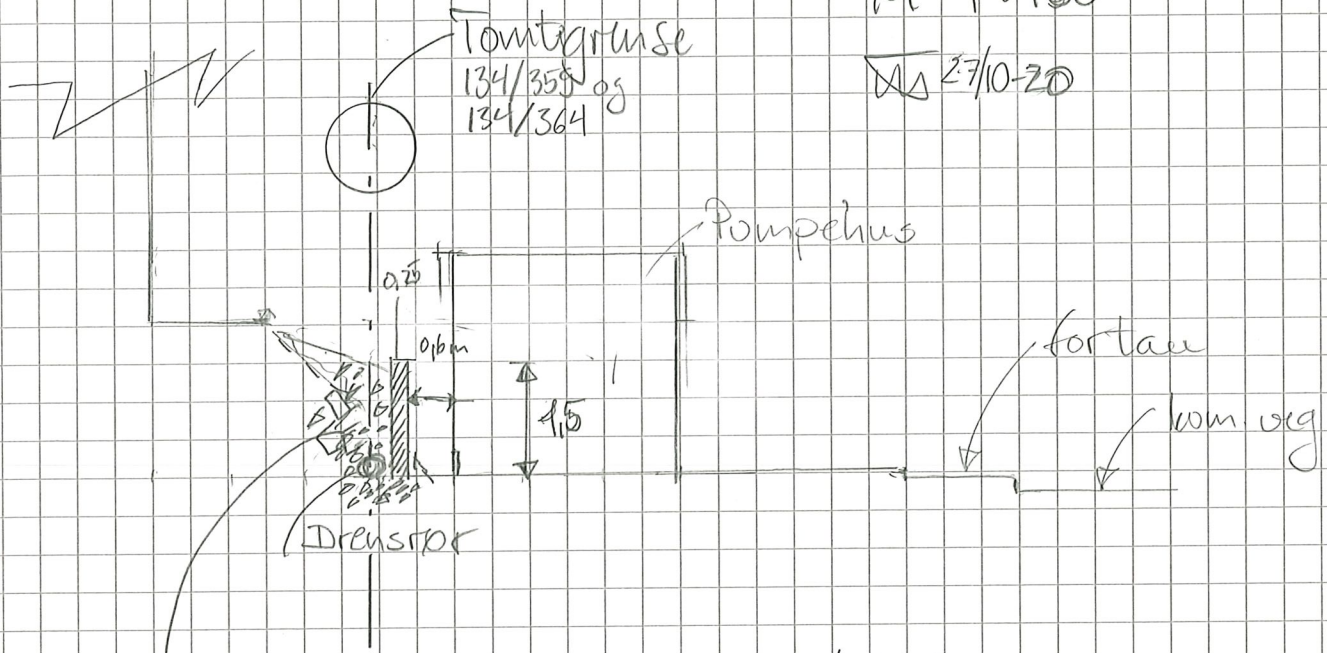 Tomtegrense
134/355 og
134/364
27/10-20
Pumpehus
0,25
0,6m
1,5
fortau
kom. veg
Drensrør